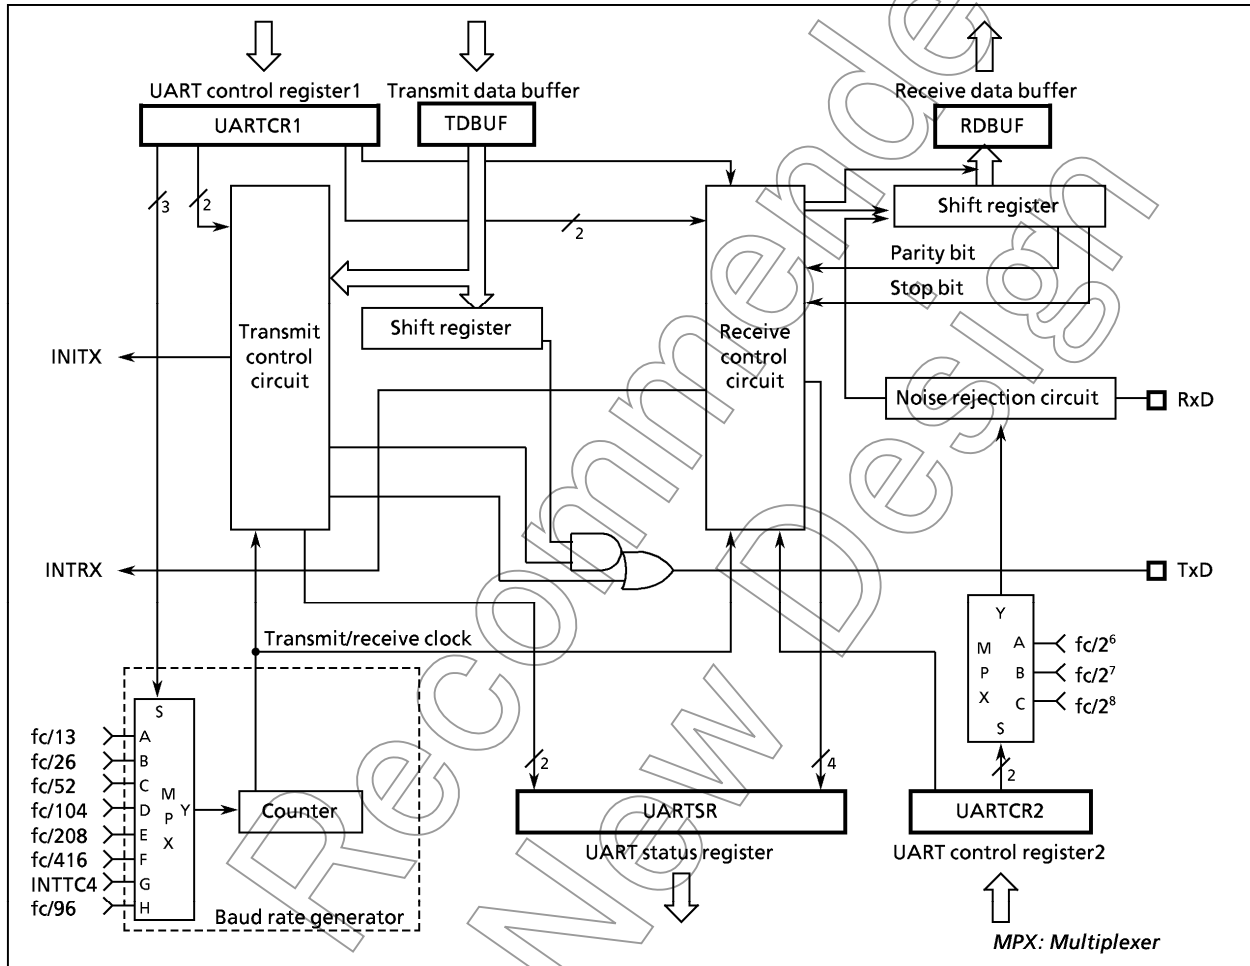 UART control register1
Transmit data buffer
Receive data buffer
UARTCR1
TDBUF
RDBUF
3
2
2
Shift register
Parity bit
Stop bit
Shift register
Transmit
control
circuit
Receive
control
circuit
INITX
Noise rejection circuit
RxD
INTRX
TxD
Transmit/receive clock
Y
M
P
X
A
B
C
S
fc/2⁶
fc/2⁷
fc/2⁸
2
4
2
S
A
B
C
D
E
F
G
H
M
P
X
Y
fc/13
fc/26
fc/52
fc/104
fc/208
fc/416
INTTC4
fc/96
Counter
Baud rate generator
UARTSR
UART status register
UARTCR2
UART control register2
MPX: Multiplexer
Recommende
New Design